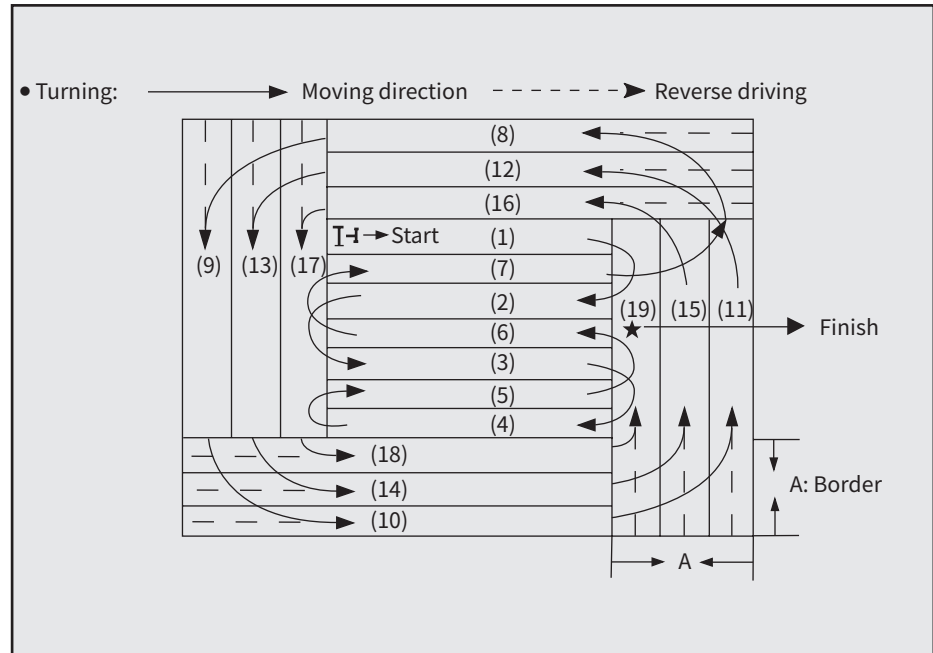 • Turning: Moving direction Reverse driving
(8)
(12)
(16)
Start (1)
(9) (13) (17) (7)
(2)
(19) (15) (11)
(6) Finish
(3)
(5)
(4)
(18)
(14) A: Border
(10)
A